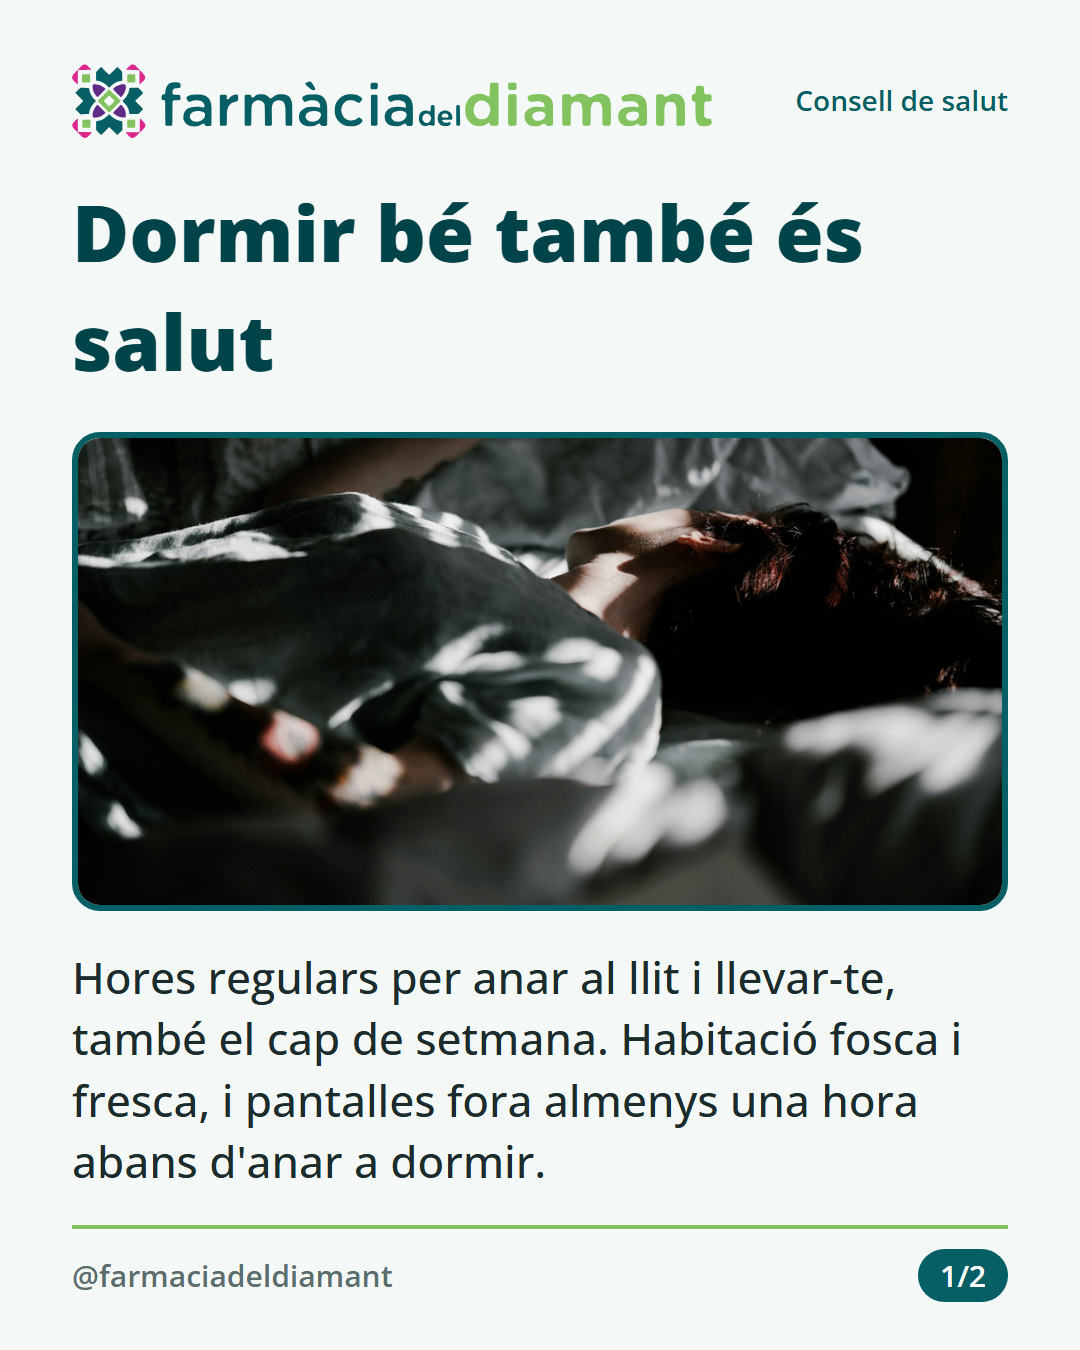 farmàciadeldiamant
Consell de salut
Dormir bé també és
salut
Hores regulars per anar al llit i llevar-te,
també el cap de setmana. Habitació fosca i
fresca, i pantalles fora almenys una hora
abans d'anar a dormir.
@farmaciadeldiamant
1/2